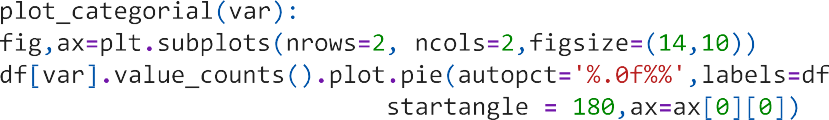 plot_categorial(var):
fig,ax=plt.subplots(nrows=2, ncols=2,figsize=(14,10))
df[var].value_counts().plot.pie(autopct='%.0f%%',labels=df
startangle = 180,ax=ax[0][0])